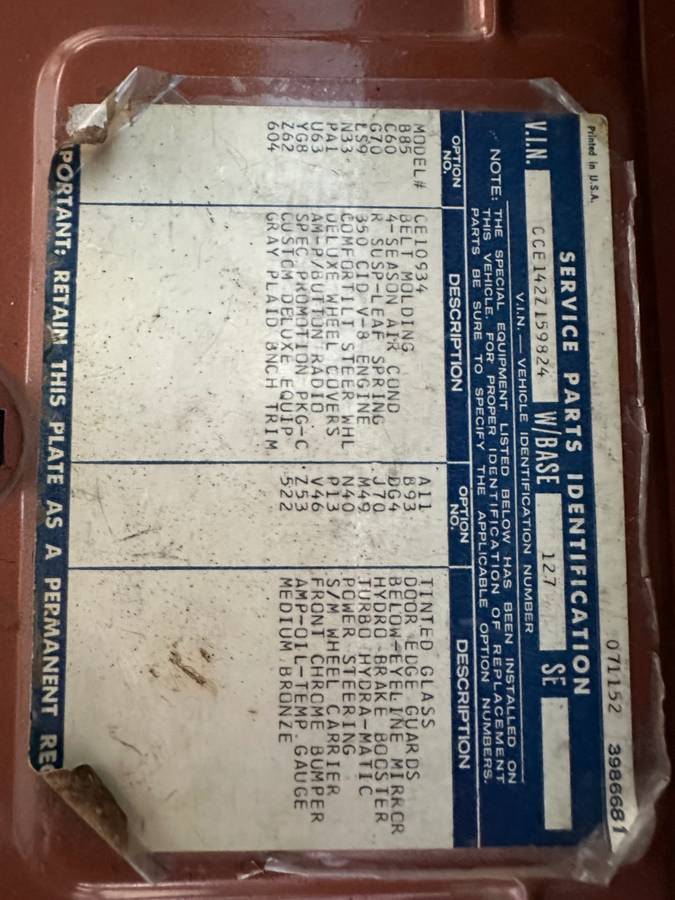 Printed in U.S.A.
071152 3986681
SERVICE PARTS IDENTIFICATION
V.I.N. CCE142Z159824 W/BASE 127 SE
V.I.N. — VEHICLE IDENTIFICATION NUMBER
NOTE: THE SPECIAL EQUIPMENT LISTED BELOW HAS BEEN INSTALLED ON
THIS VEHICLE. FOR PROPER IDENTIFICATION OF REPLACEMENT
PARTS BE SURE TO SPECIFY THE APPLICABLE OPTION NUMBERS.
OPTION NO. DESCRIPTION OPTION NO. DESCRIPTION
MODEL# CE10934 A11 TINTED GLASS
B85 BELT MOLDING B93 DOOR EDGE GUARDS
C60 4-SEASON AIR COND DG4 BELOW-EYELINE MIRROR
G70 R SUSP-LEAF SPRING J70 HYDRO BRAKE BOOSTER
LS9 350 CID V-8 ENGINE M49 TURBO HYDRA-MATIC
N33 COMFORTILT STEER WHL N40 POWER STEERING
PA1 DELUXE WHEEL COVERS P13 S/M WHEEL CARRIER
U63 AM-P/BUTTON RADIO V46 FRONT CHROME BUMPER
YG8 SPEC PROMOTION PKG-C Z53 AMP-OIL-TEMP GAUGE
Z62 CUSTOM DELUXE EQUIP 522 MEDIUM BRONZE
604 GRAY PLAID BNCH TRIM
PORTANT: RETAIN THIS PLATE AS A PERMANENT REC